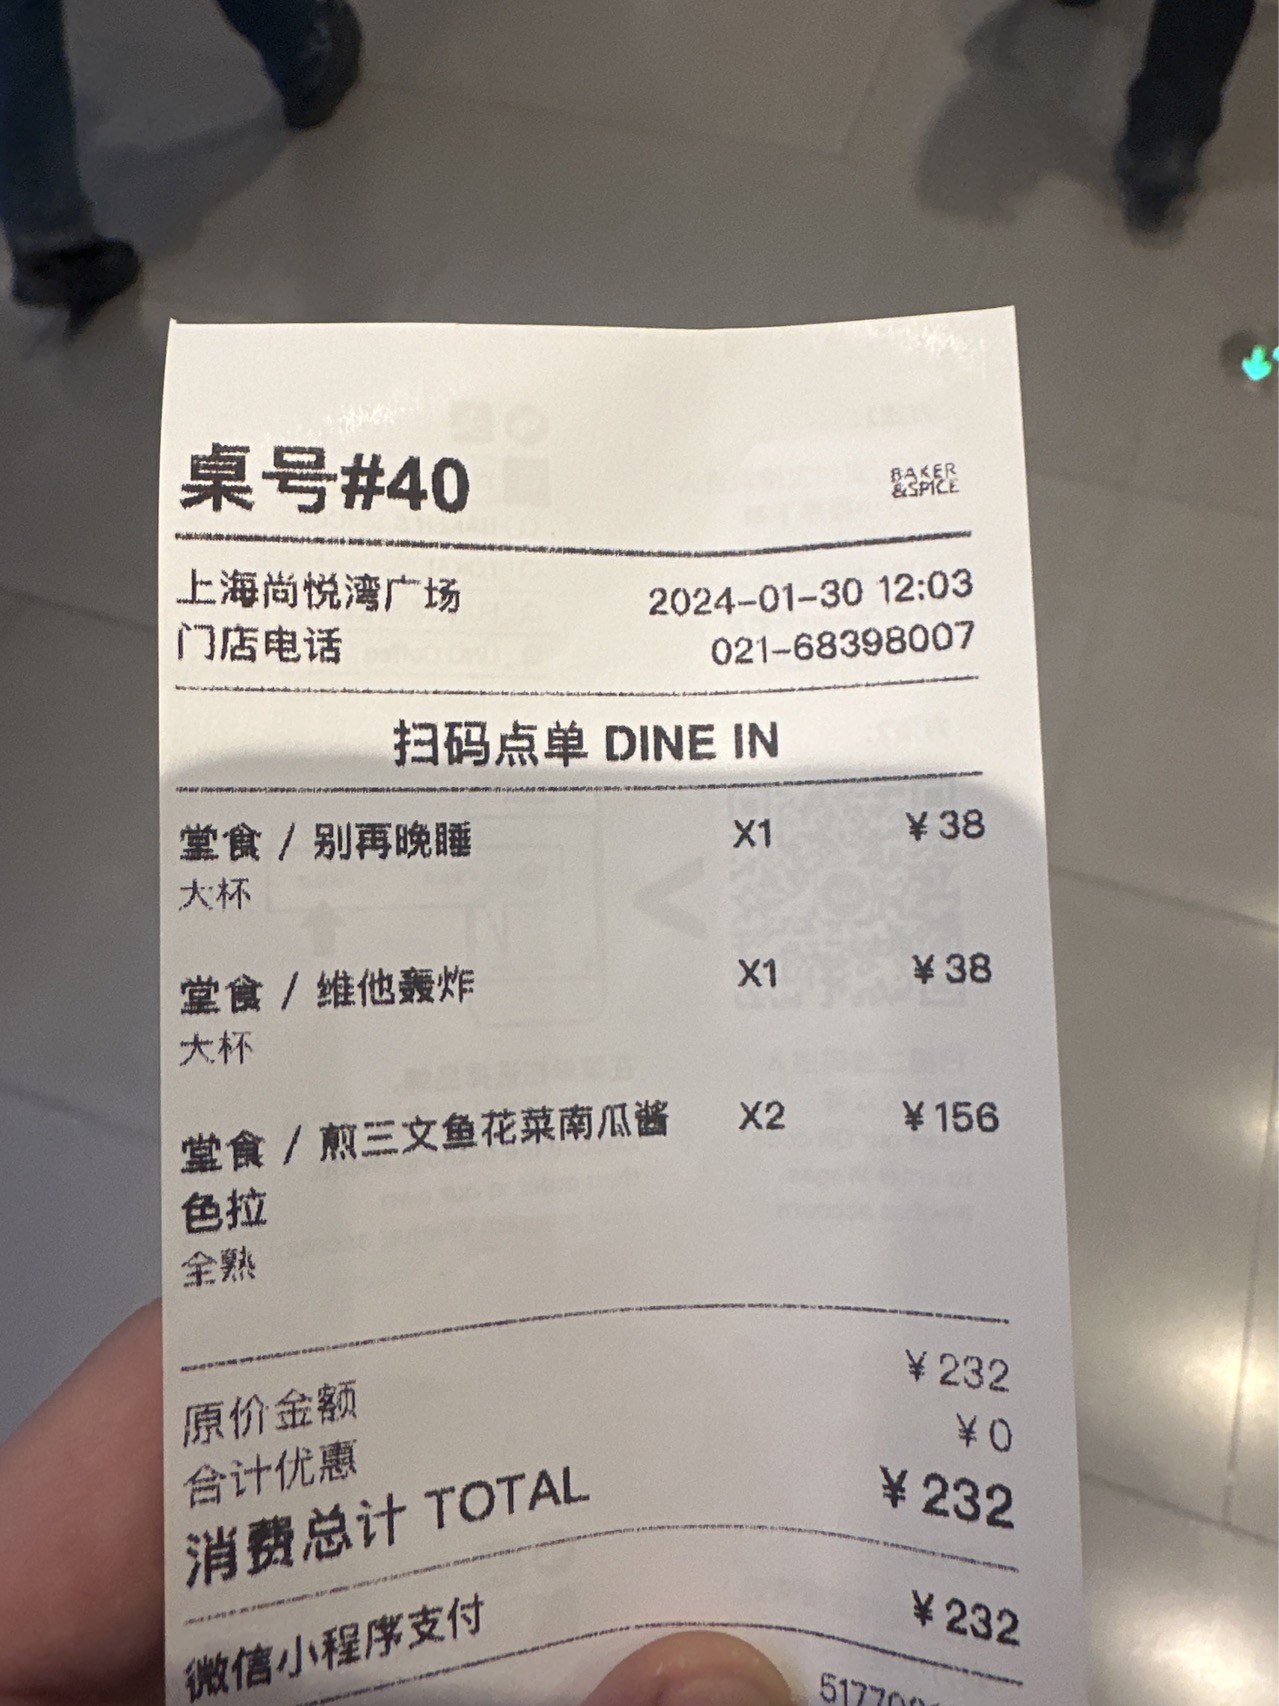 桌号#40
BAKER
&SPICE
上海尚悦湾广场 2024-01-30 12:03
门店电话 021-68398007
扫码点单 DINE IN
堂食 / 别再晚睡 X1 ¥38
大杯
堂食 / 维他轰炸 X1 ¥38
大杯
堂食 / 煎三文鱼花菜南瓜酱 X2 ¥156
色拉
全熟
原价金额 ¥232
合计优惠 ¥0
消费总计 TOTAL ¥232
微信小程序支付 ¥232